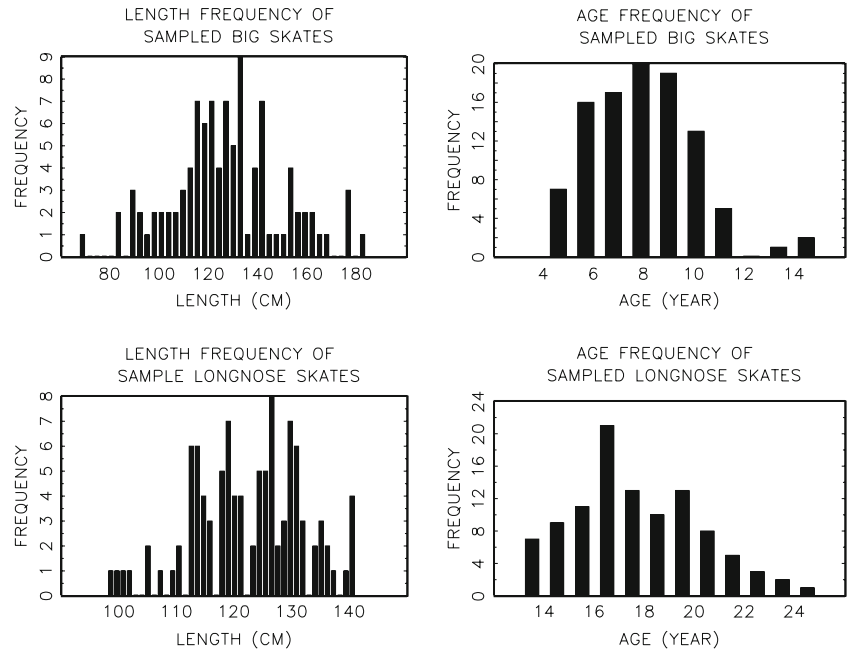 LENGTH FREQUENCY OF
SAMPLED BIG SKATES
FREQUENCY
0 1 2 3 4 5 6 7 8 9
80 100 120 140 160 180
LENGTH (CM)
AGE FREQUENCY OF
SAMPLED BIG SKATES
FREQUENCY
0 4 8 12 16 20
4 6 8 10 12 14
AGE (YEAR)
LENGTH FREQUENCY OF
SAMPLE LONGNOSE SKATES
FREQUENCY
0 1 2 3 4 5 6 7 8
100 110 120 130 140
LENGTH (CM)
AGE FREQUENCY OF
SAMPLED LONGNOSE SKATES
FREQUENCY
0 4 8 12 16 20 24
14 16 18 20 22 24
AGE (YEAR)